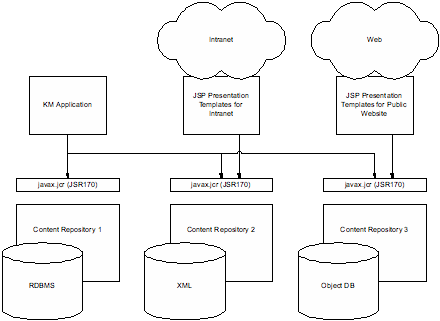 Intranet
Web
KM Application
JSP Presentation
Templates for
Intranet
JSP Presentation
Templates for Public
Website
javax.jcr (JSR170)
javax.jcr (JSR170)
javax.jcr (JSR170)
Content Repository 1
Content Repository 2
Content Repository 3
RDBMS
XML
Object DB